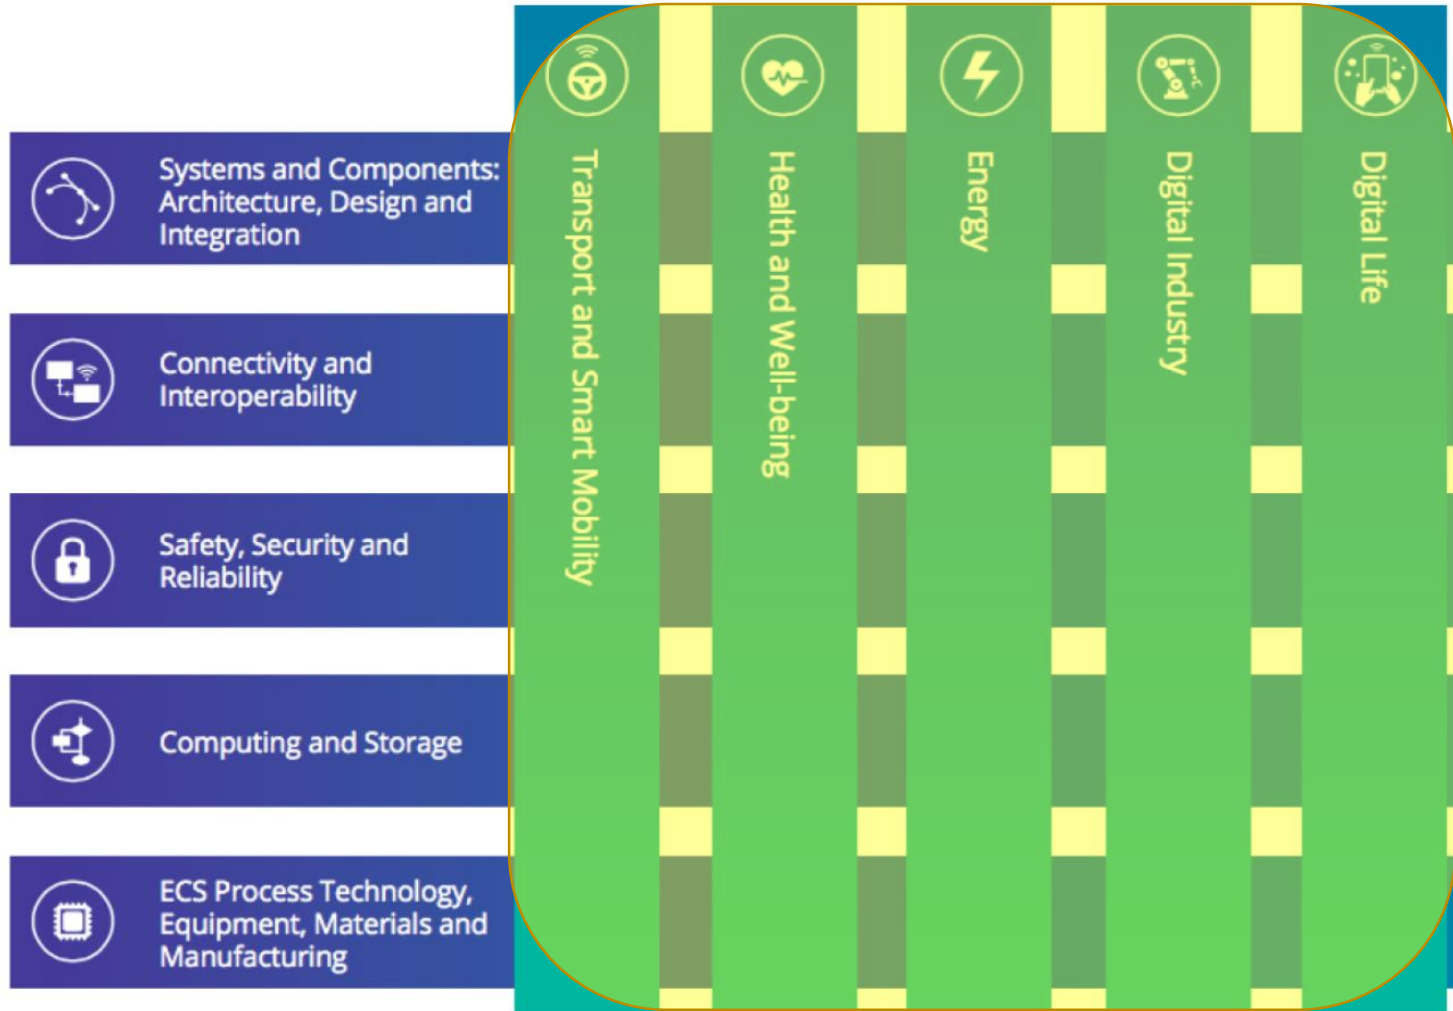 Transport and Smart Mobility
Health and Well-being
Energy
Digital Industry
Digital Life
Systems and Components:
Architecture, Design and
Integration
Connectivity and
Interoperability
Safety, Security and
Reliability
Computing and Storage
ECS Process Technology,
Equipment, Materials and
Manufacturing